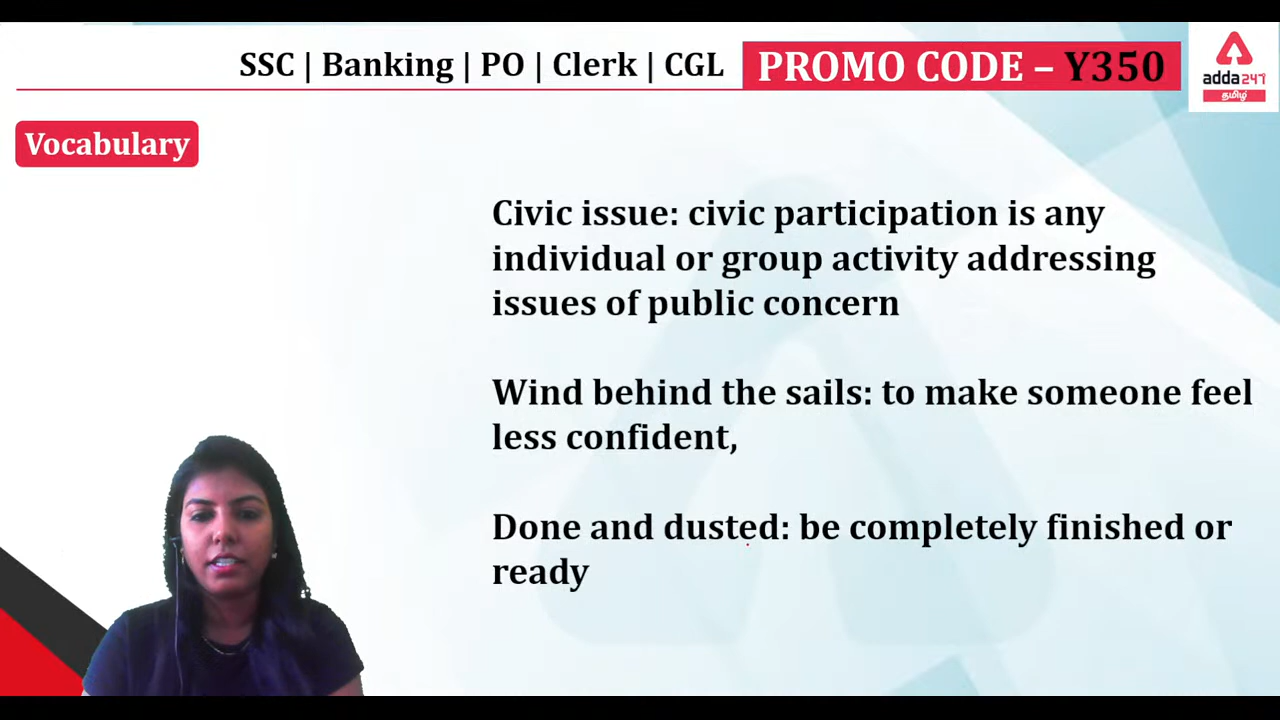 SSC | Banking | PO | Clerk | CGL
PROMO CODE – Y350
adda247
தமிழ்
Vocabulary
Civic issue: civic participation is any
individual or group activity addressing
issues of public concern
Wind behind the sails: to make someone feel
less confident,
Done and dusted: be completely finished or
ready